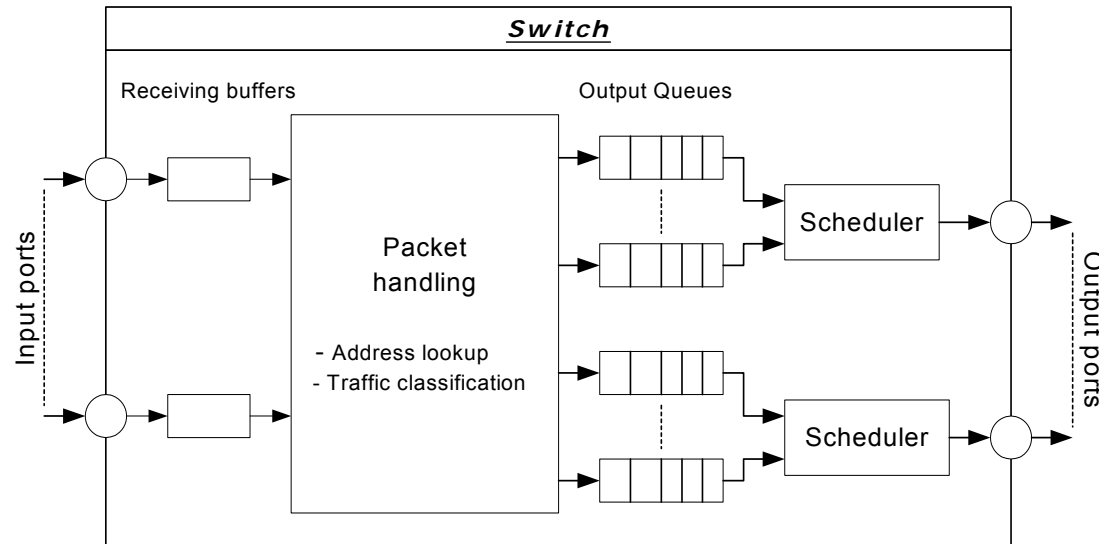 Switch
Receiving buffers
Output Queues
Input ports
Packet
handling
- Address lookup
- Traffic classification
Scheduler
Scheduler
Output ports